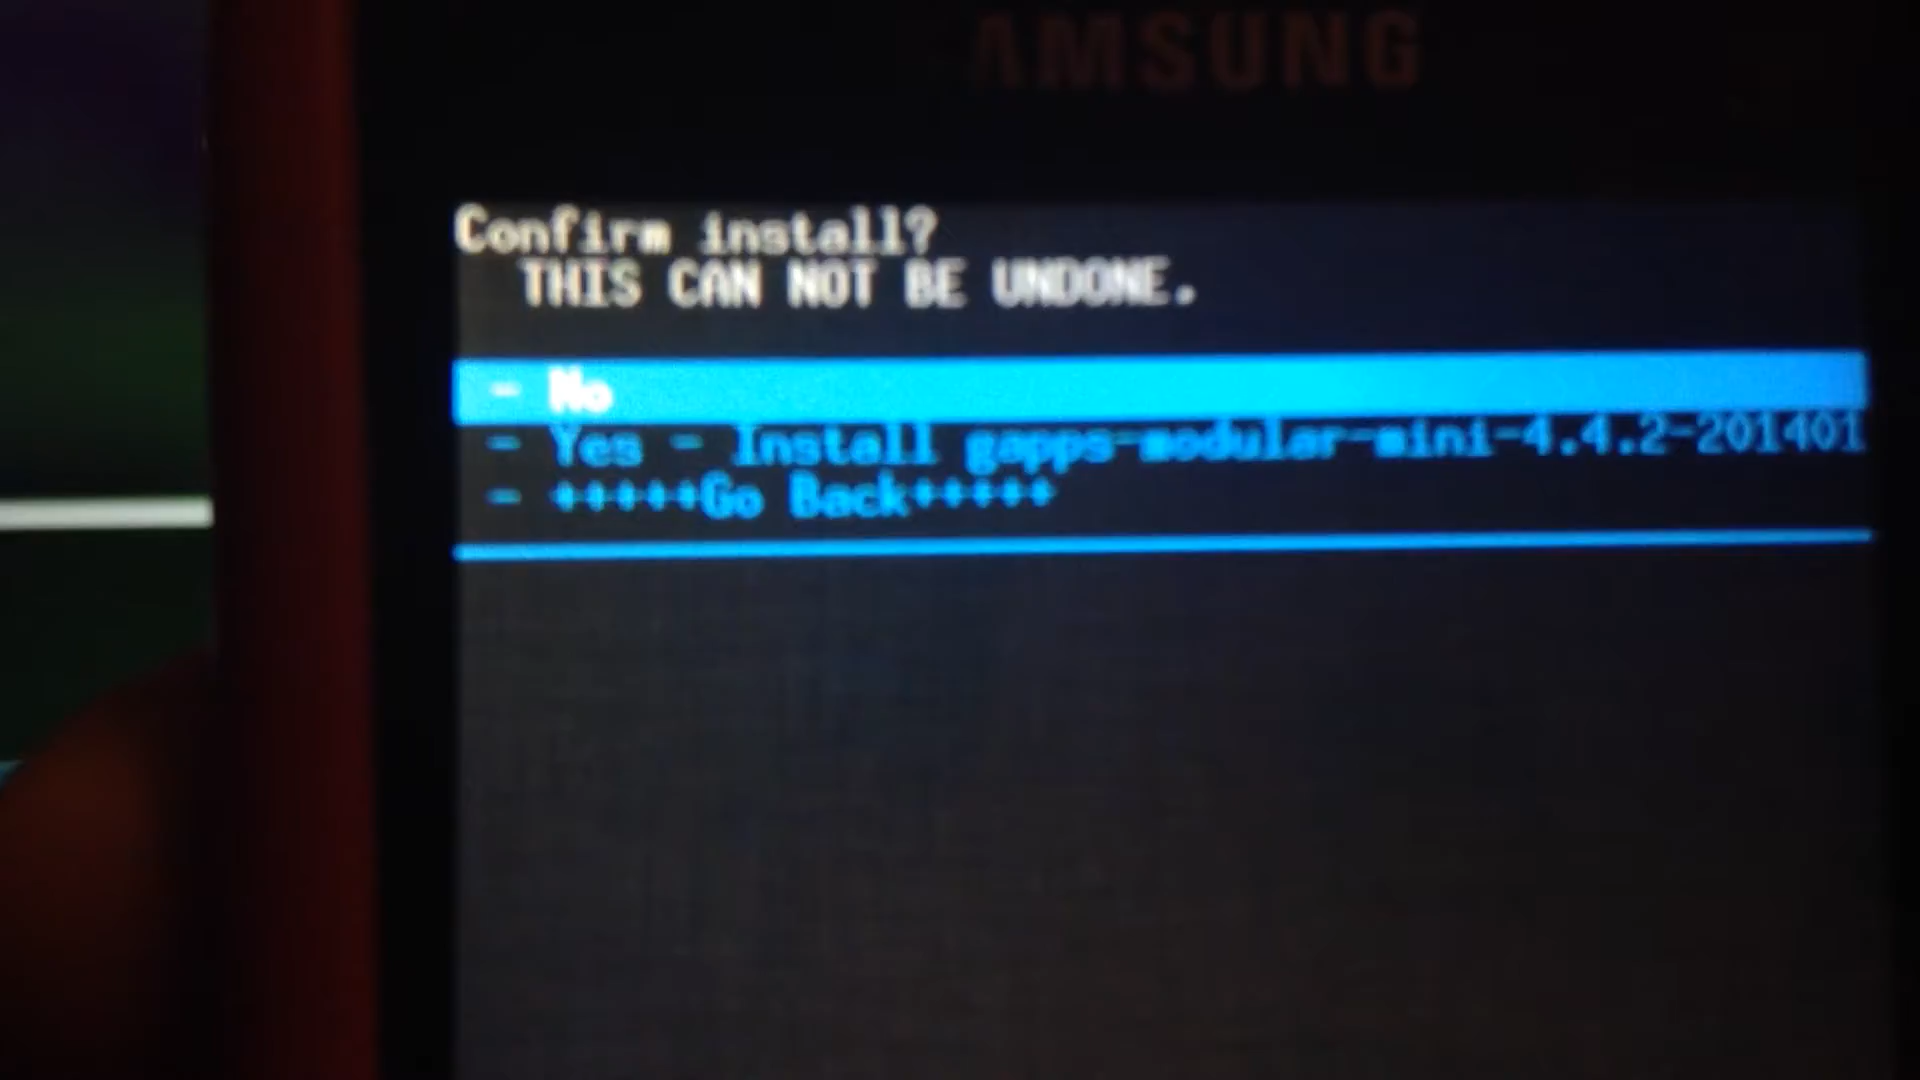 AMSUNG
Confirm install?
THIS CAN NOT BE UNDONE.
- No
- Yes - Install gapps-modular-mini-4.4.2-201401
- +++++Go Back+++++